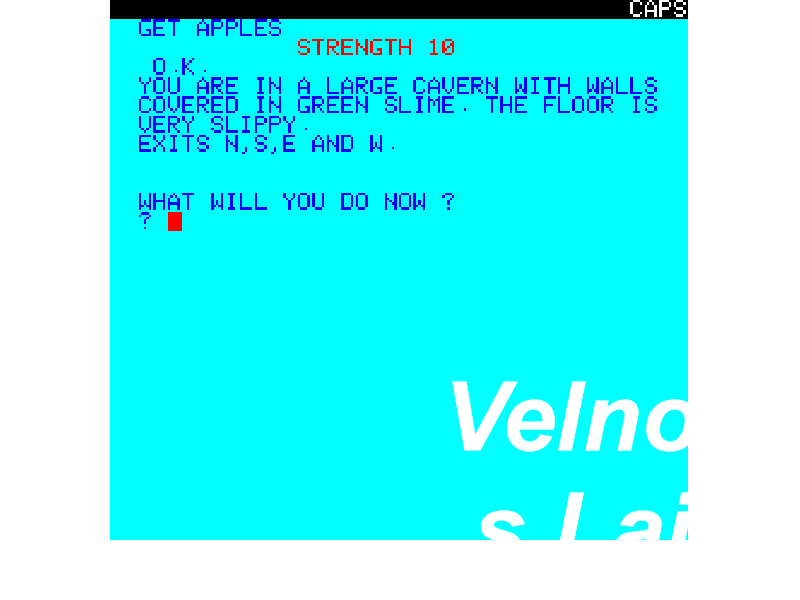 CAPS
GET APPLES
STRENGTH 10
O.K.
YOU ARE IN A LARGE CAVERN WITH WALLS
COVERED IN GREEN SLIME. THE FLOOR IS
VERY SLIPPY.
EXITS N,S,E AND W.
WHAT WILL YOU DO NOW ?
?
Velno
s Lai